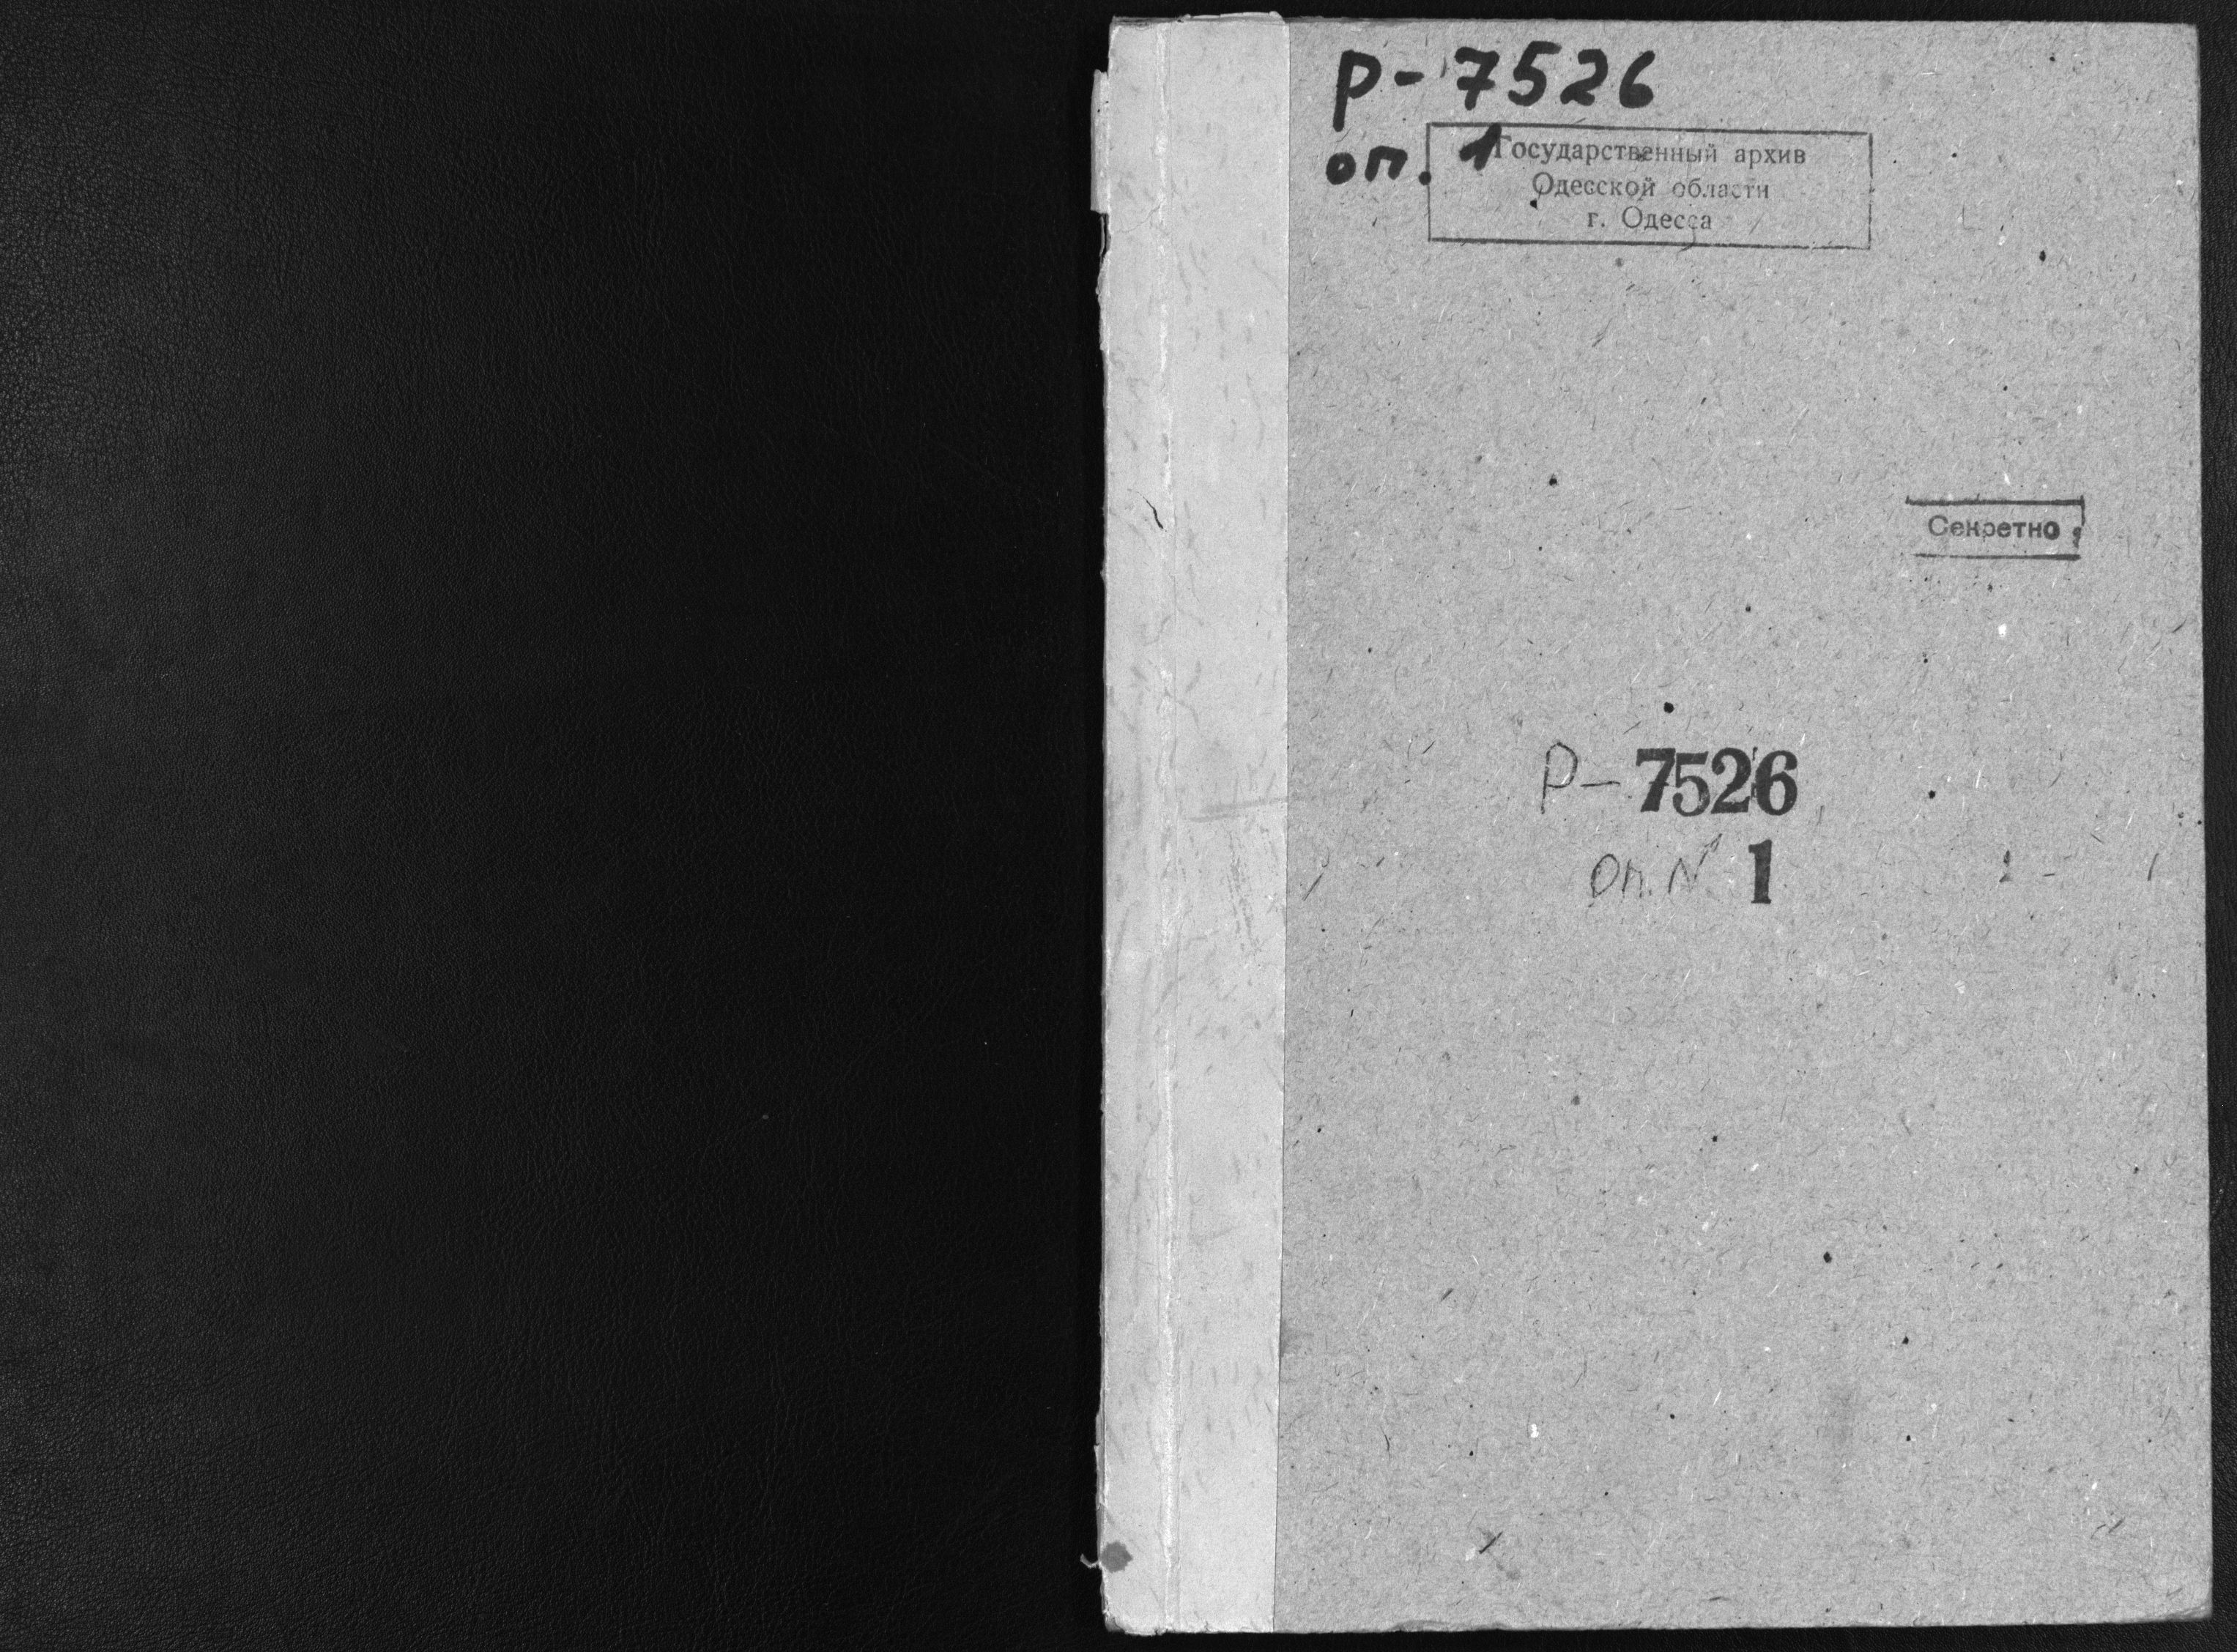 Р-7526
оп. 1
Государственный архив
Одесской области
г. Одесса
Секретно
Р-7526
Оп. № 1